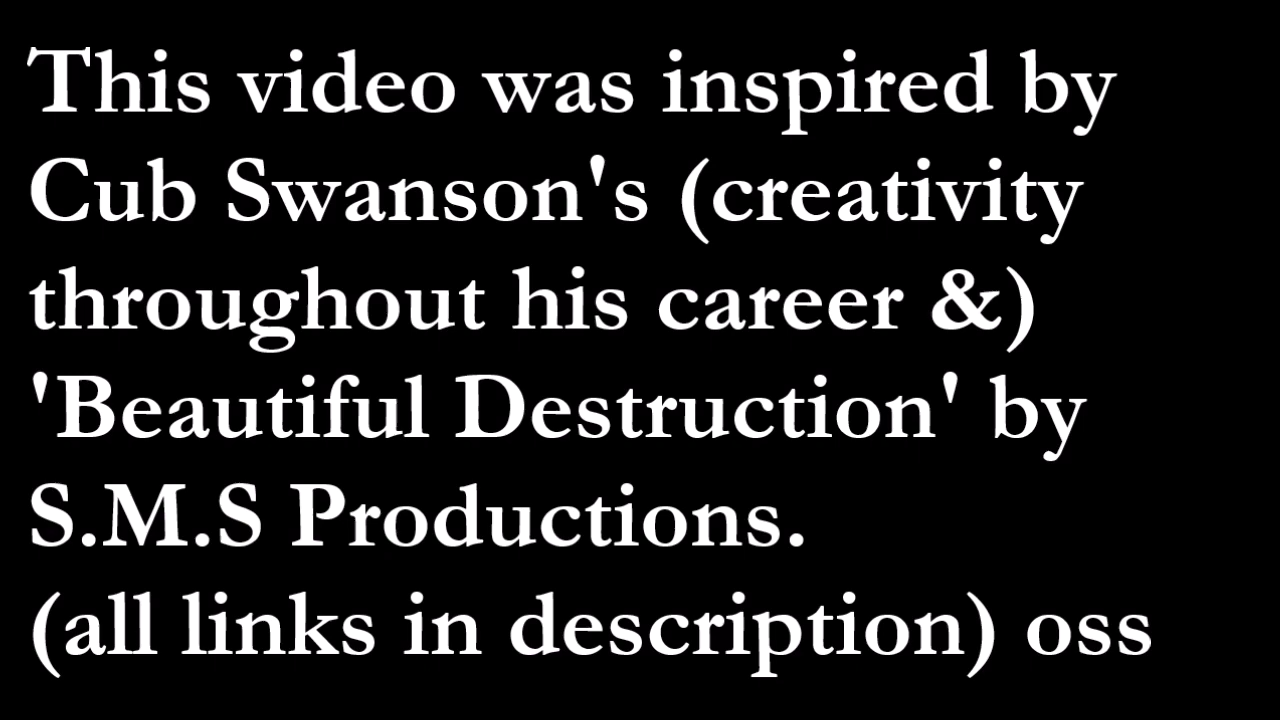 This video was inspired by
Cub Swanson's (creativity
throughout his career &)
'Beautiful Destruction' by
S.M.S Productions.
(all links in description) oss